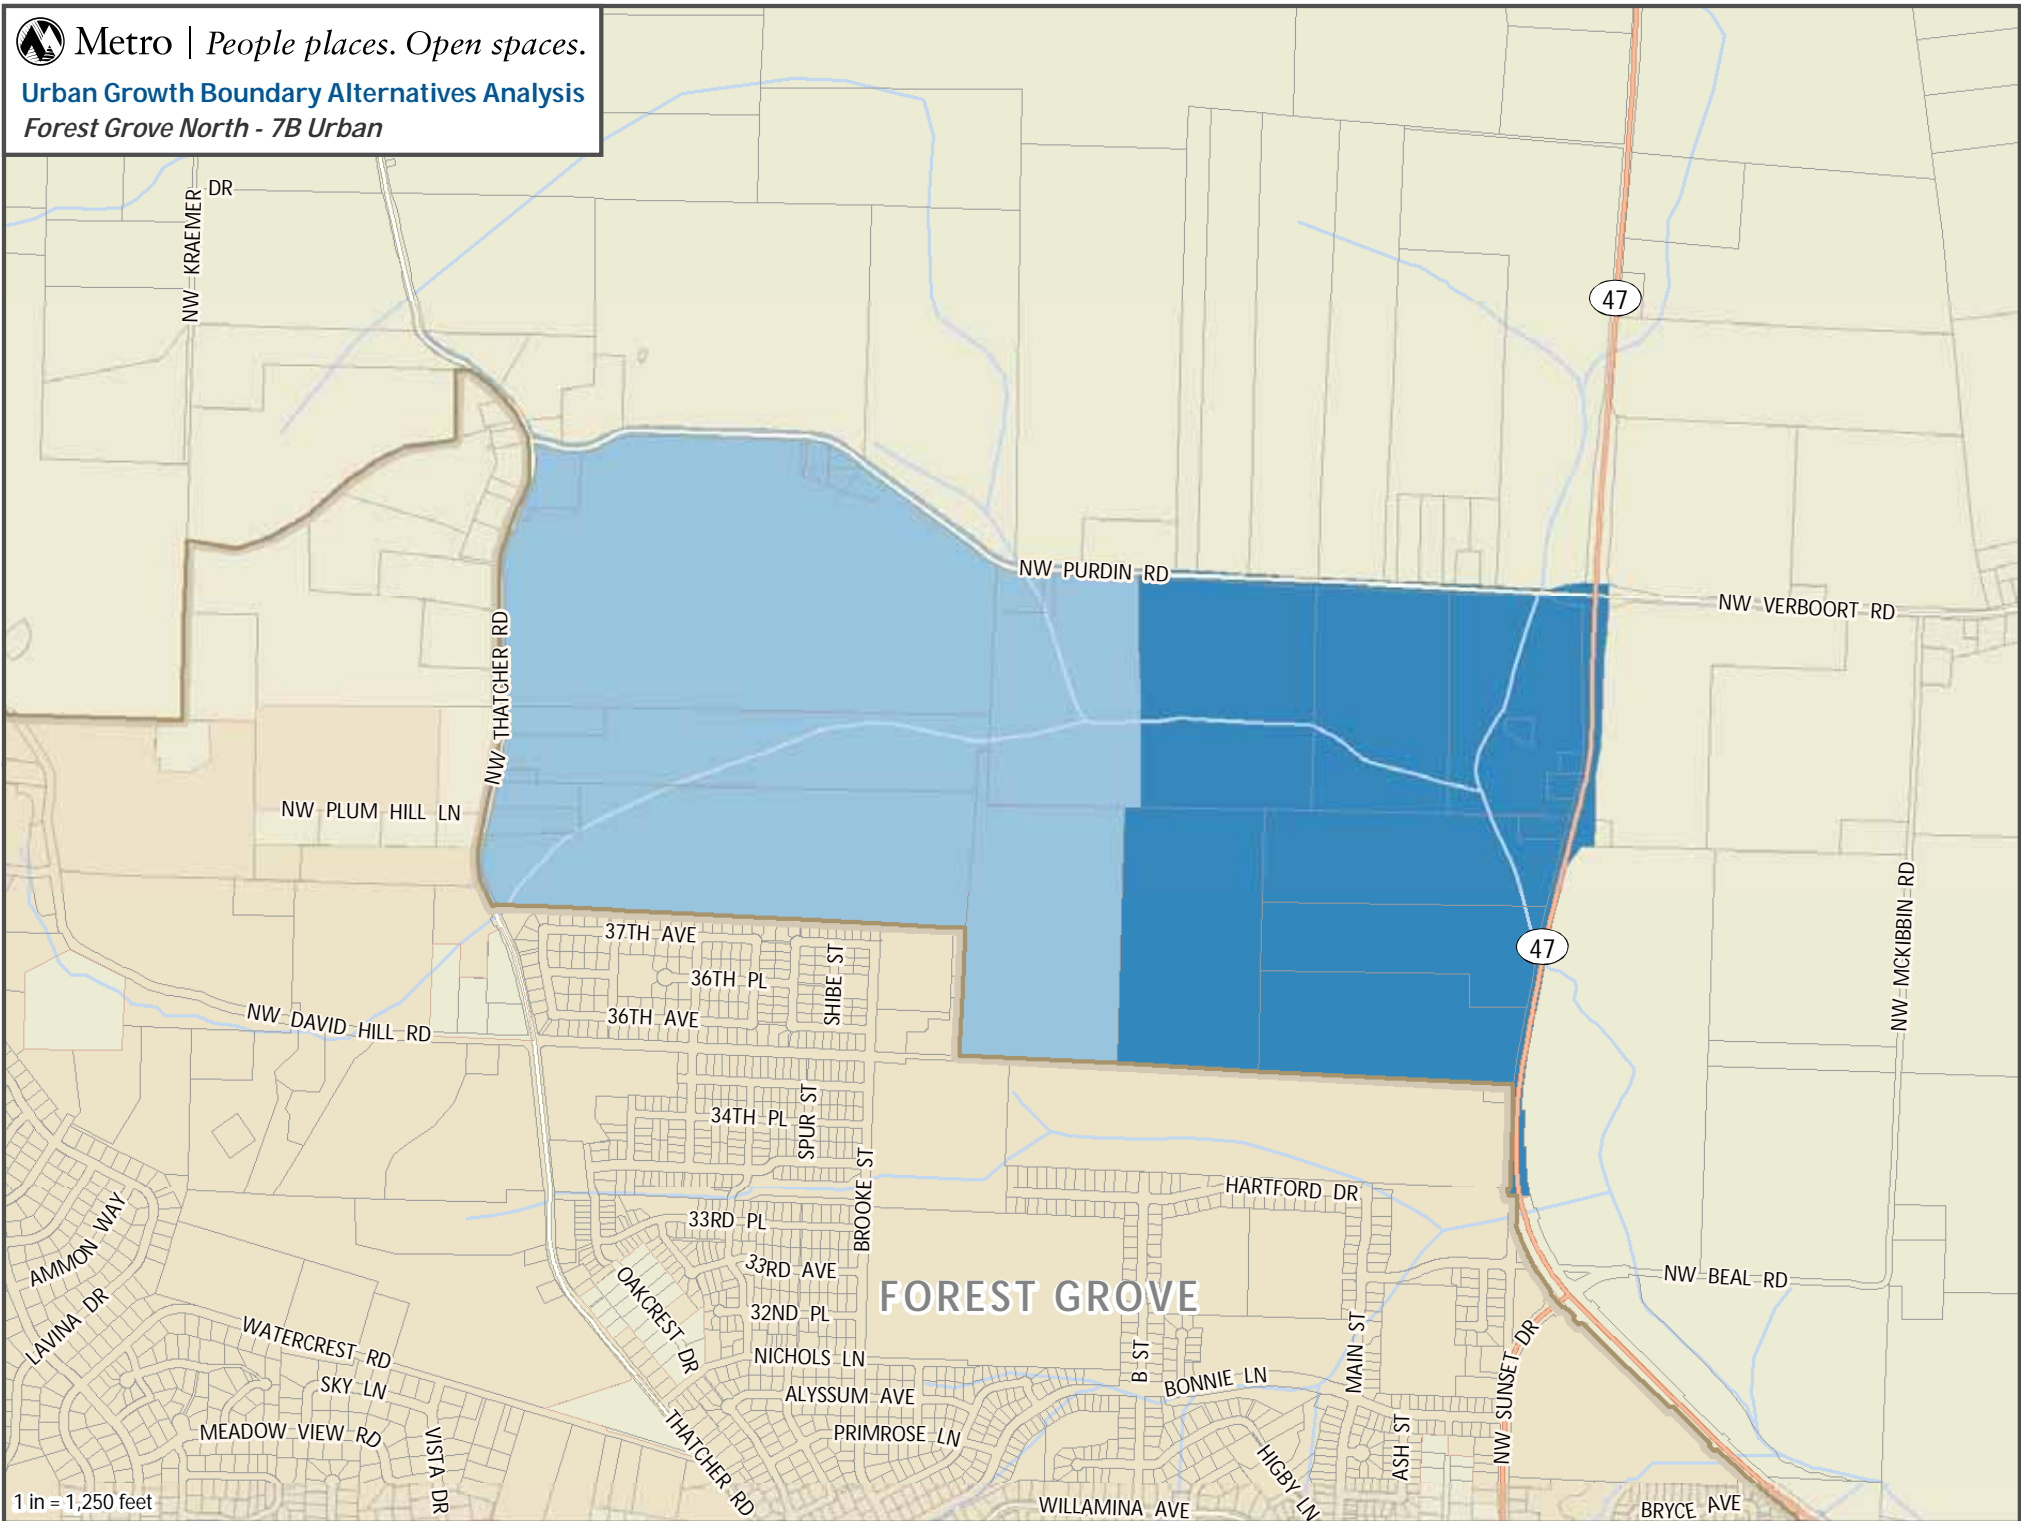 Metro | People places. Open spaces.
Urban Growth Boundary Alternatives Analysis
Forest Grove North - 7B Urban
NW KRAEMER DR
47
NW PURDIN RD
NW VERBOORT RD
NW THATCHER RD
NW PLUM HILL LN
NW MCKIBBIN RD
37TH AVE
36TH PL
SHIBE ST
36TH AVE
47
NW DAVID HILL RD
34TH PL
SPUR ST
BROOKE ST
HARTFORD DR
33RD PL
AMMON WAY
33RD AVE
OAKCREST DR
FOREST GROVE
NW BEAL RD
32ND PL
LAVINA DR
WATERCREST RD
NICHOLS LN
B ST
MAIN ST
NW SUNSET DR
SKY LN
ALYSSUM AVE
BONNIE LN
MEADOW VIEW RD
VISTA DR
THATCHER RD
PRIMROSE LN
ASH ST
HIGBY LN
1 in = 1,250 feet
WILLAMINA AVE
BRYCE AVE